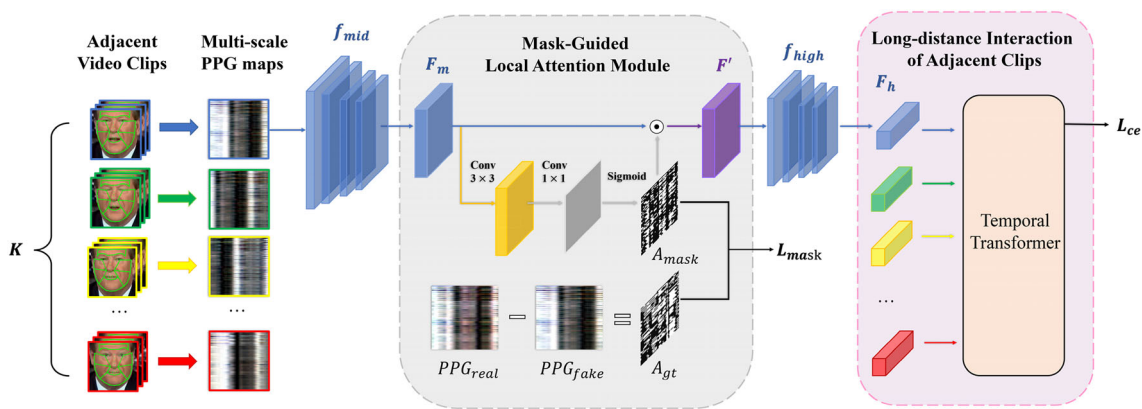 Adjacent
Video Clips
Multi-scale
PPG maps
K
...
...
f_mid
Mask-Guided
Local Attention Module
F_m
Conv
3 × 3
Conv
1 × 1
Sigmoid
A_mask
F'
L_mask
PPG_real
PPG_fake
A_gt
f_high
Long-distance Interaction
of Adjacent Clips
F_h
...
Temporal
Transformer
L_ce